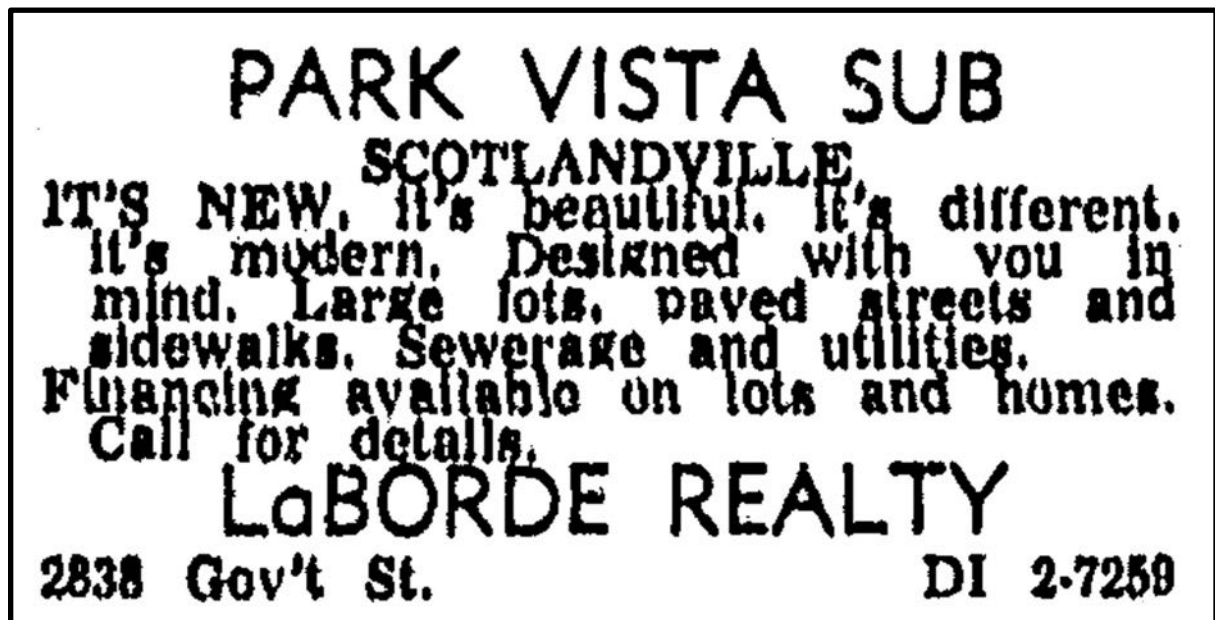 PARK VISTA SUB
SCOTLANDVILLE
IT'S NEW, it's beautiful, it's different,
it's modern. Designed with you in
mind. Large lots, paved streets and
sidewalks. Sewerage and utilities.
Financing available on lots and homes.
Call for details.
LaBORDE REALTY
2838 Gov't St. DI 2-7259